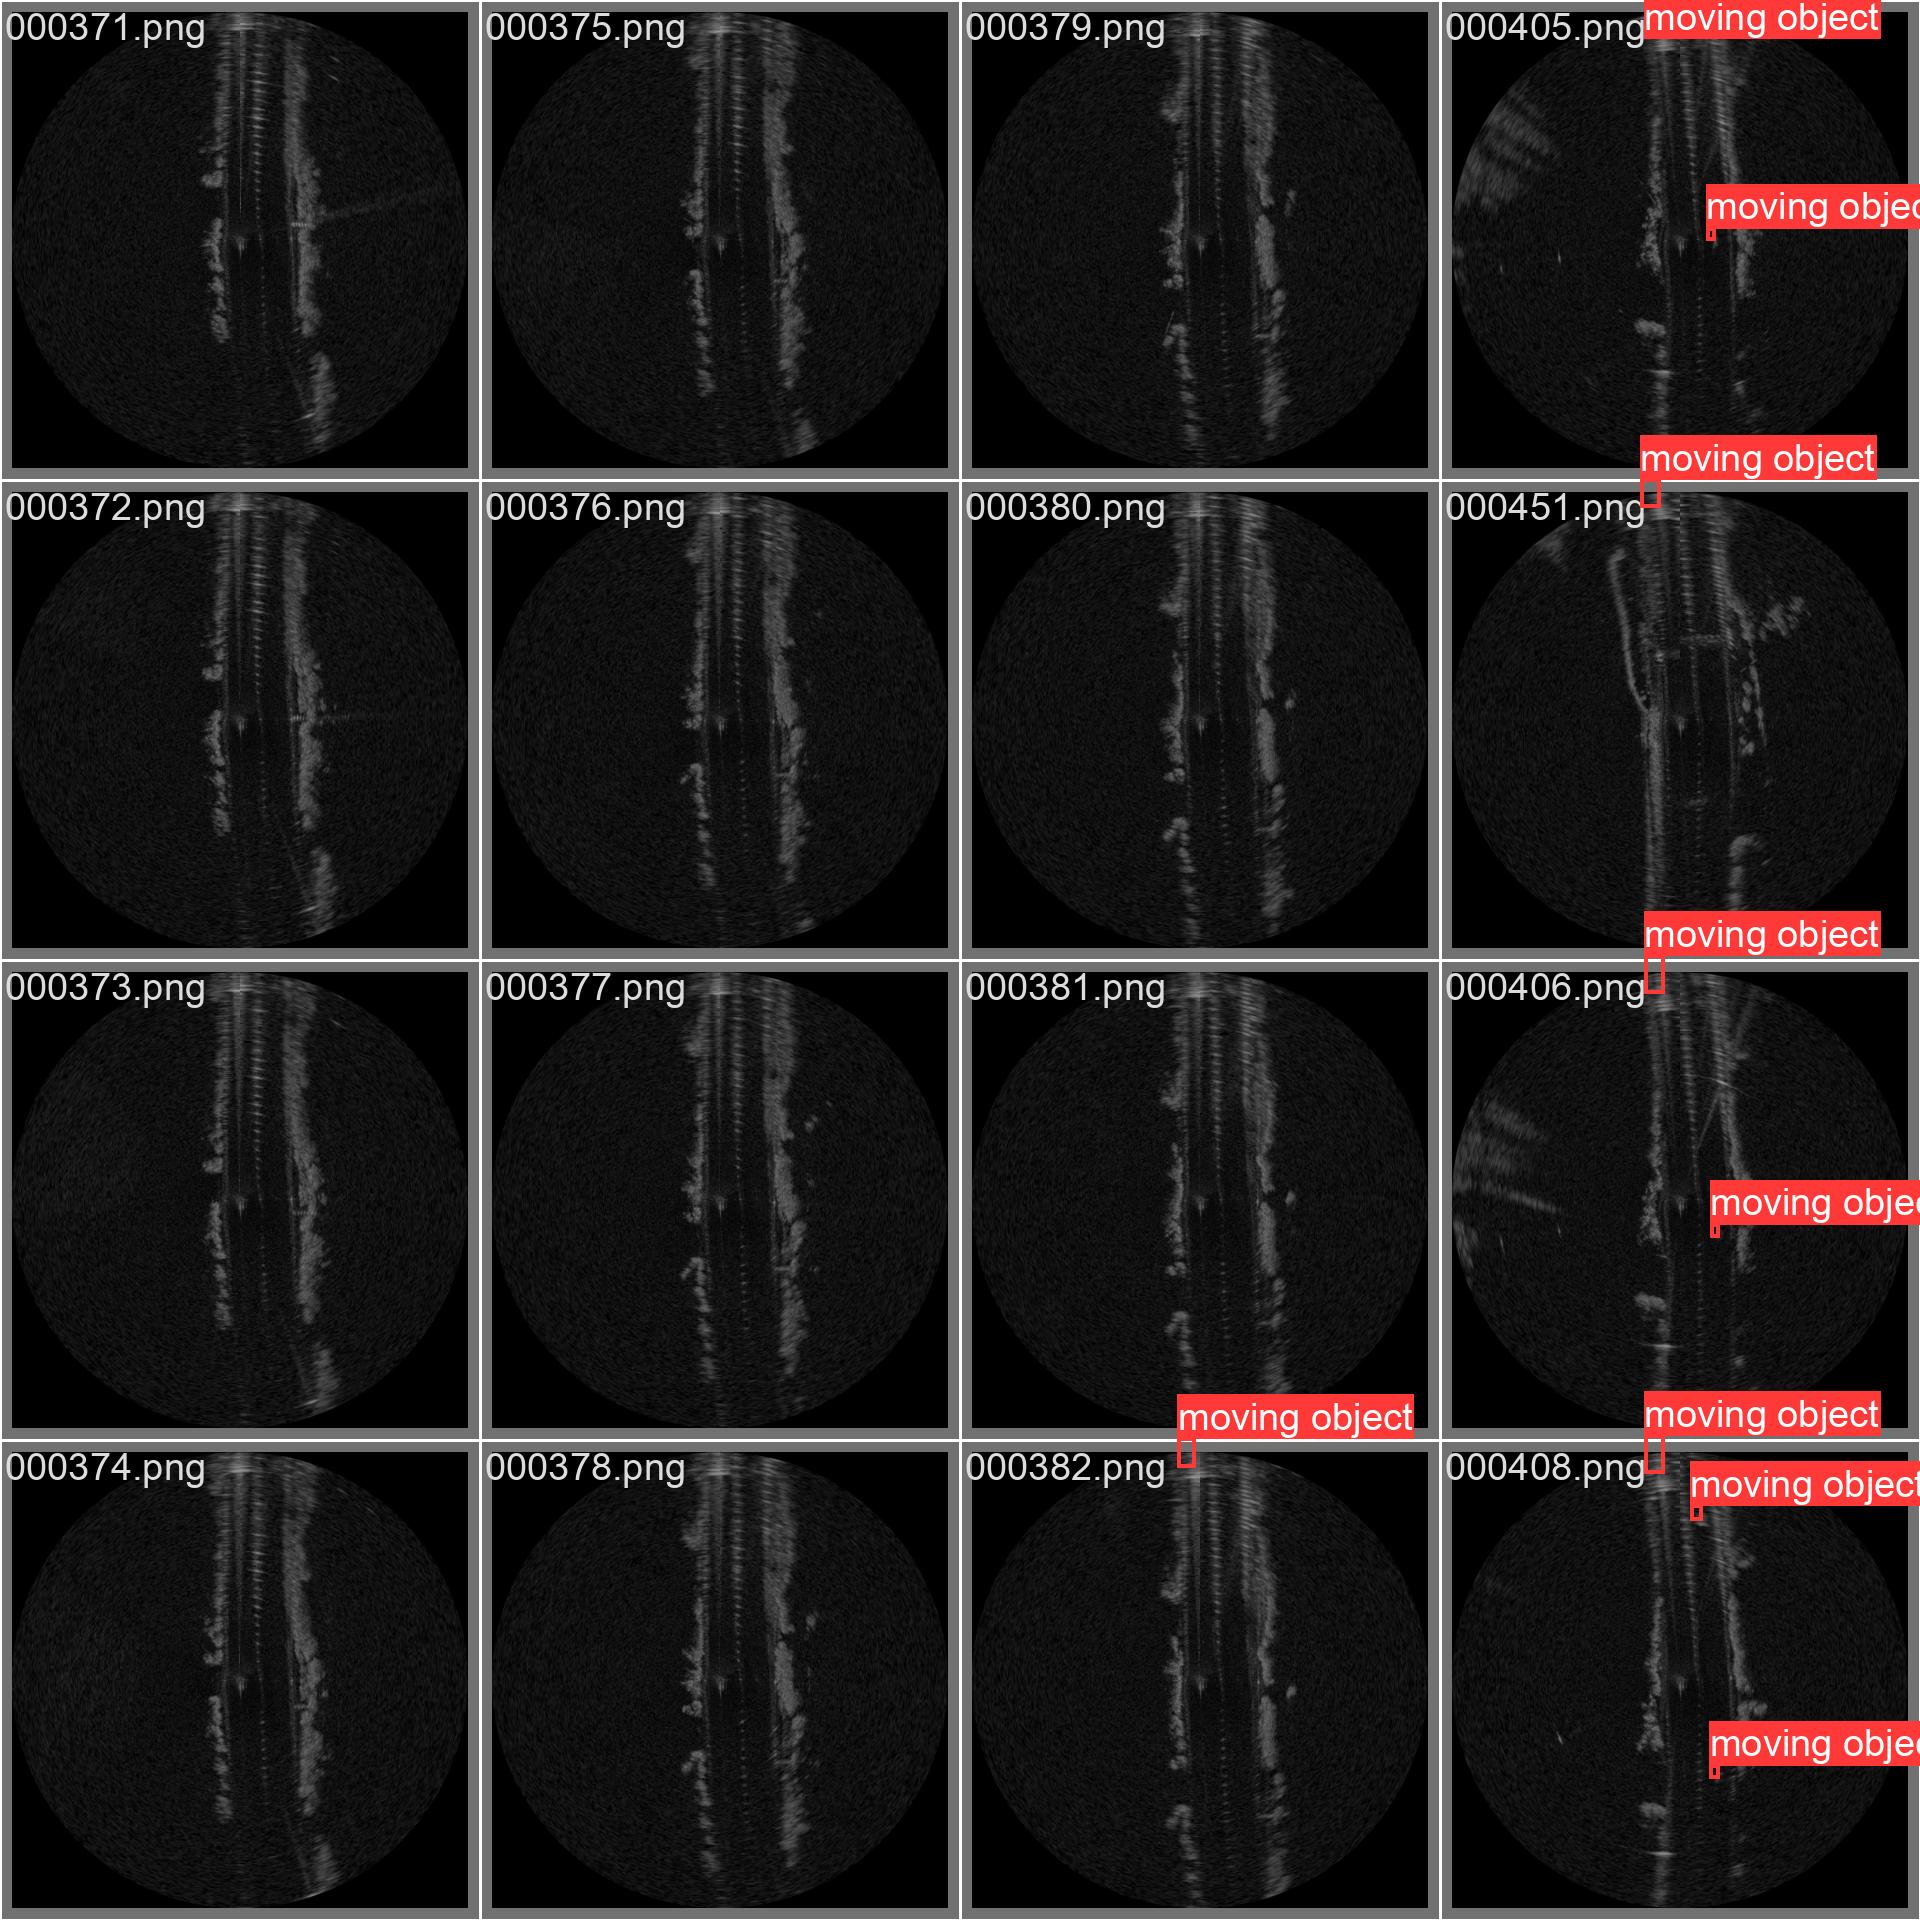 000371.png
000375.png
000379.png
000405.png
moving object
moving objec
moving object
000372.png
000376.png
000380.png
000451.png
moving object
000373.png
000377.png
000381.png
000406.png
moving objec
moving object
moving object
000374.png
000378.png
000382.png
000408.png
moving object
moving objec